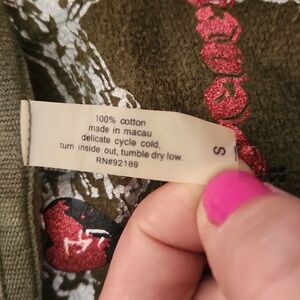 100% cotton
made in macau
delicate cycle cold,
turn inside out, tumble dry low
RN#92189
S